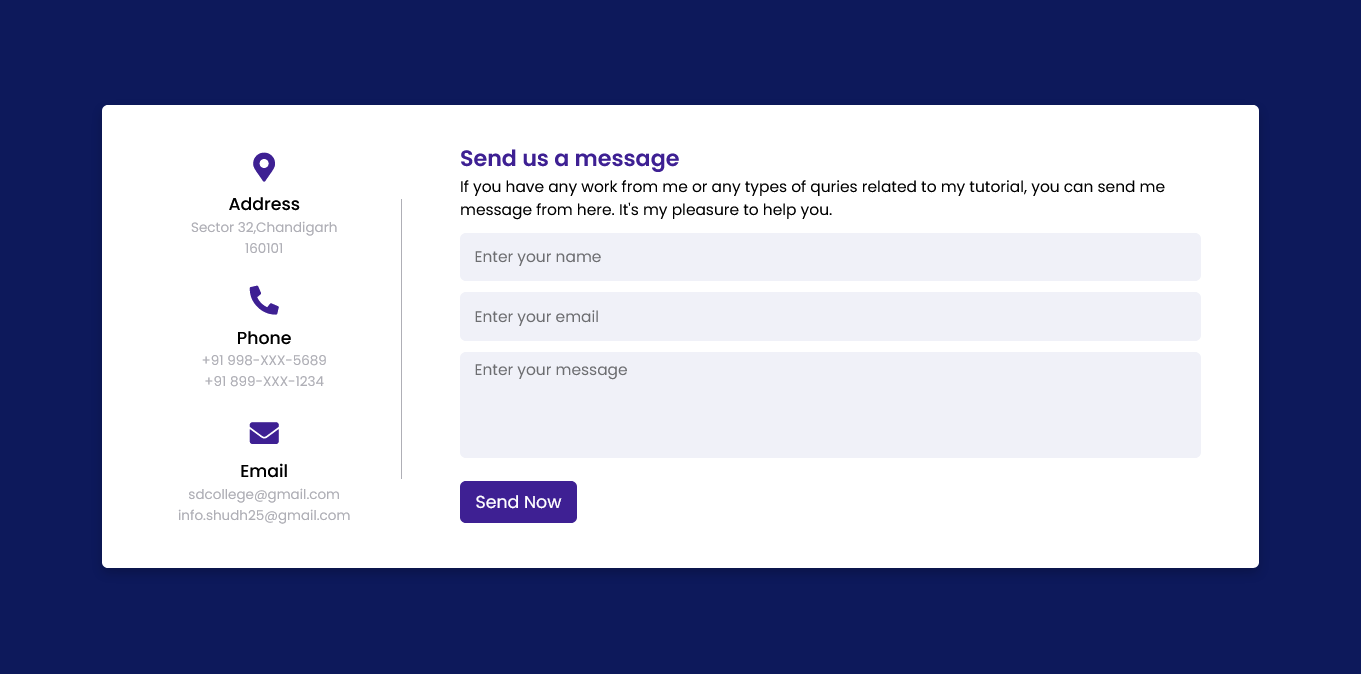 Address
Sector 32,Chandigarh
160101
Phone
+91 998-XXX-5689
+91 899-XXX-1234
Email
sdcollege@gmail.com
info.shudh25@gmail.com
Send us a message
If you have any work from me or any types of quries related to my tutorial, you can send me
message from here. It's my pleasure to help you.
Enter your name
Enter your email
Enter your message
Send Now